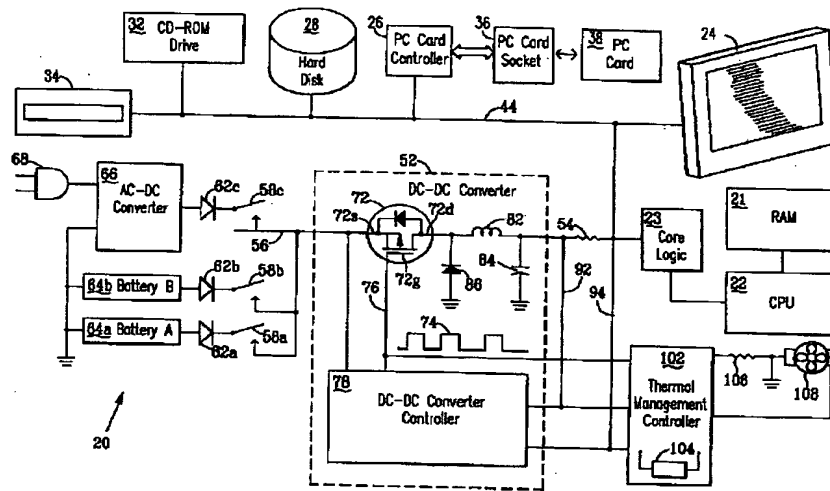 32
CD-ROM
Drive
28
Hard
Disk
26
PC Card
Controller
36
PC Card
Socket
38
PC
Card
24
34
44
68
66
AC-DC
Converter
62c
58c
56
52
DC-DC Converter
72
72s
72d
72g
82
84
86
54
92
94
23
Core
Logic
21
RAM
22
CPU
64b Battery B
62b
58b
64a Battery A
62a
58a
76
74
78
DC-DC Converter
Controller
102
Thermal
Management
Controller
104
108
108
20